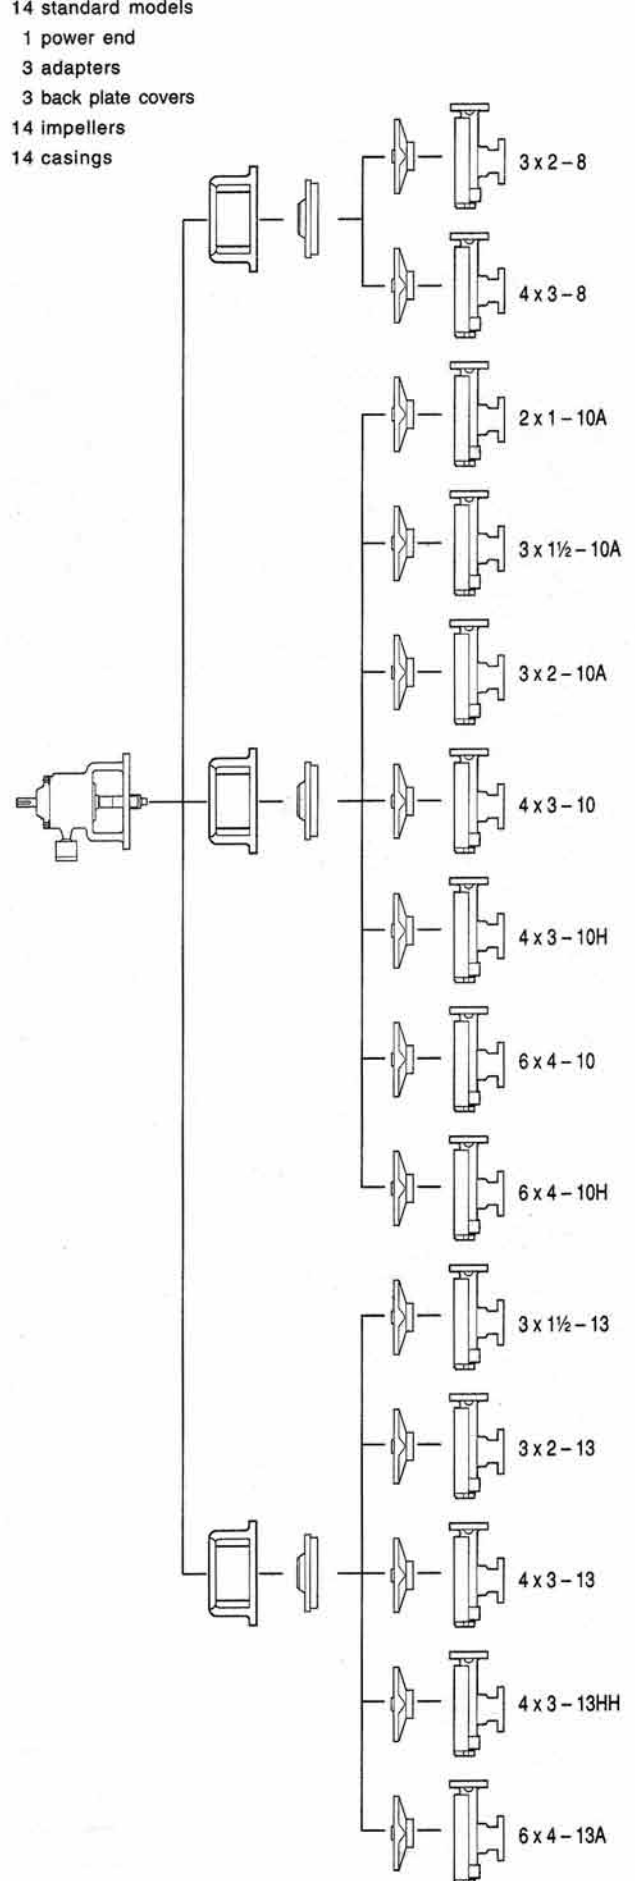 14 standard models
1 power end
3 adapters
3 back plate covers
14 impellers
14 casings
3 x 2 – 8
4 x 3 – 8
2 x 1 – 10A
3 x 1½ – 10A
3 x 2 – 10A
4 x 3 – 10
4 x 3 – 10H
6 x 4 – 10
6 x 4 – 10H
3 x 1½ – 13
3 x 2 – 13
4 x 3 – 13
4 x 3 – 13HH
6 x 4 – 13A